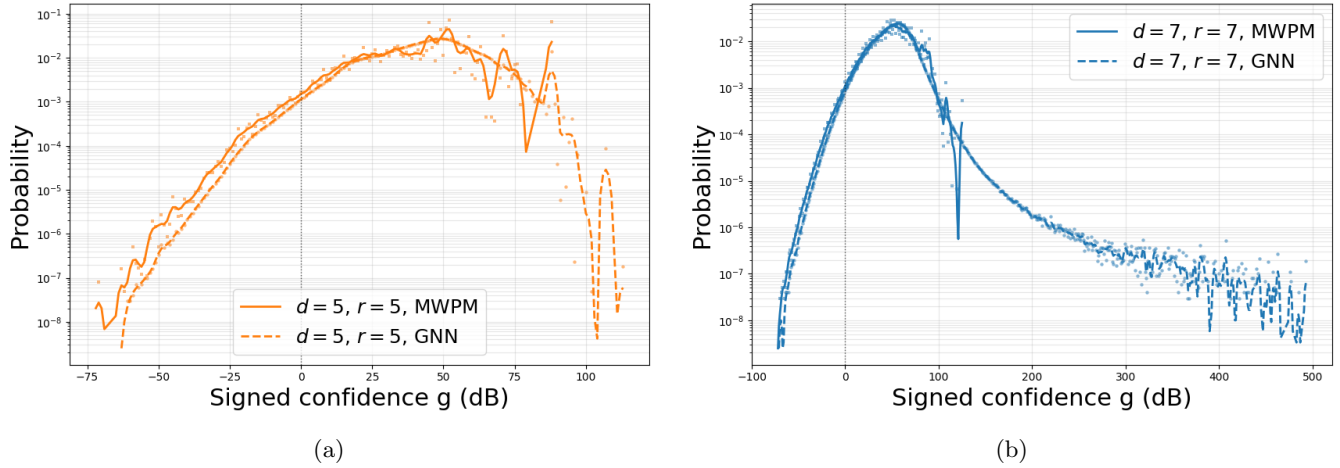 10⁻¹
10⁻²
10⁻³
10⁻⁴
10⁻⁵
10⁻⁶
10⁻⁷
10⁻⁸
Probability
d = 5, r = 5, MWPM
d = 5, r = 5, GNN
−75 −50 −25 0 25 50 75 100
Signed confidence g (dB)
(a)
10⁻²
10⁻³
10⁻⁴
10⁻⁵
10⁻⁶
10⁻⁷
10⁻⁸
Probability
d = 7, r = 7, MWPM
d = 7, r = 7, GNN
−100 0 100 200 300 400 500
Signed confidence g (dB)
(b)